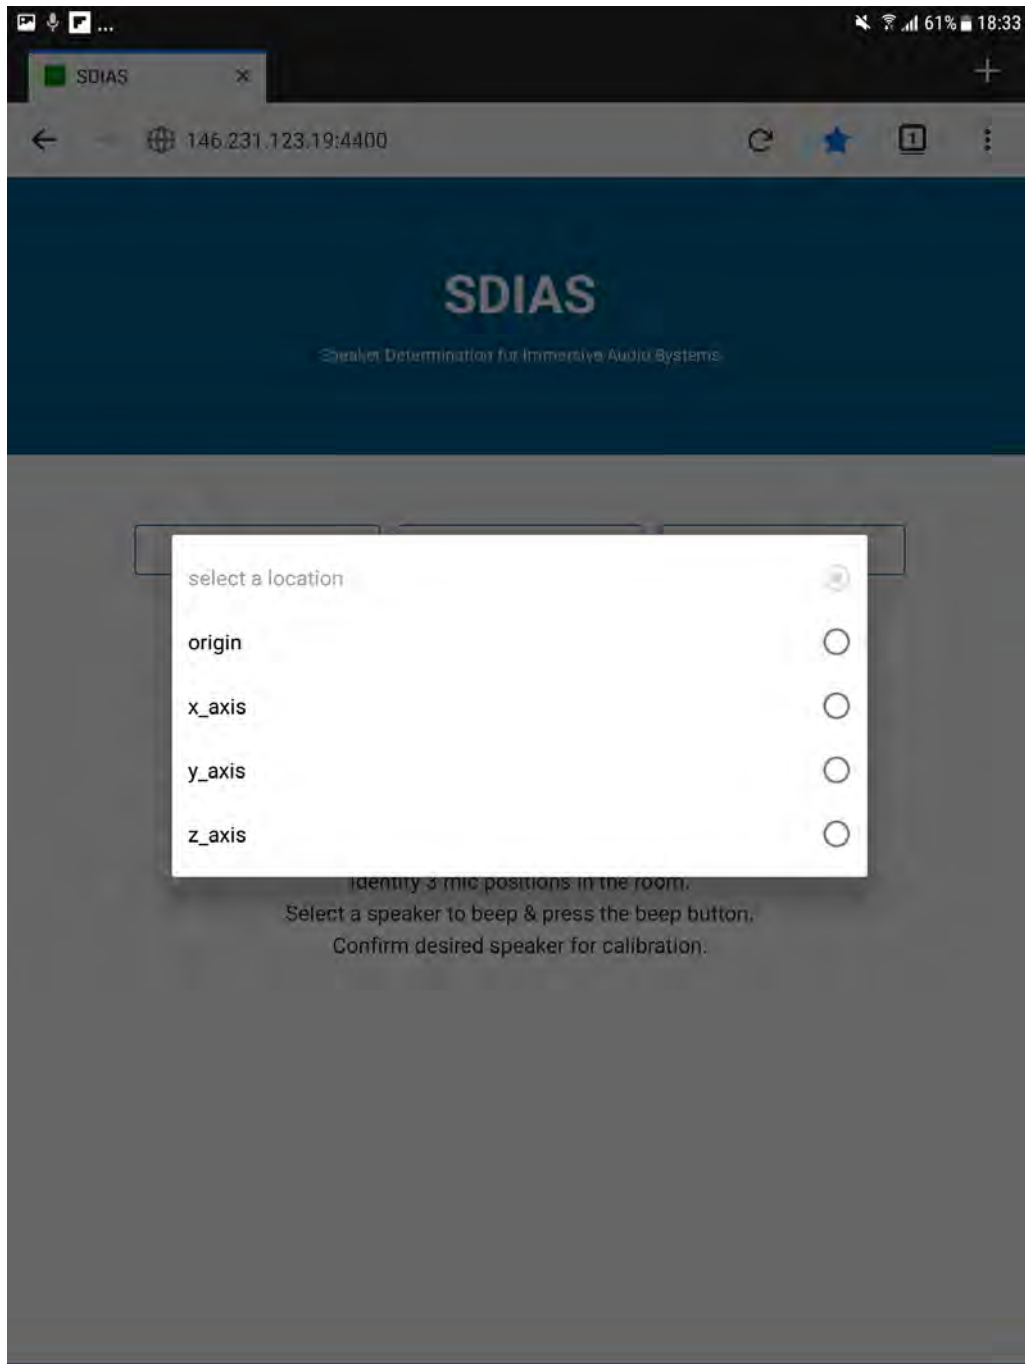 ... 61% 18:33
SDIAS
146.231.123.19:4400
1
SDIAS
Speaker Determination for Immersive Audio Systems
select a location
origin
x_axis
y_axis
z_axis
Identify 3 mic positions in the room.
Select a speaker to beep & press the beep button.
Confirm desired speaker for calibration.